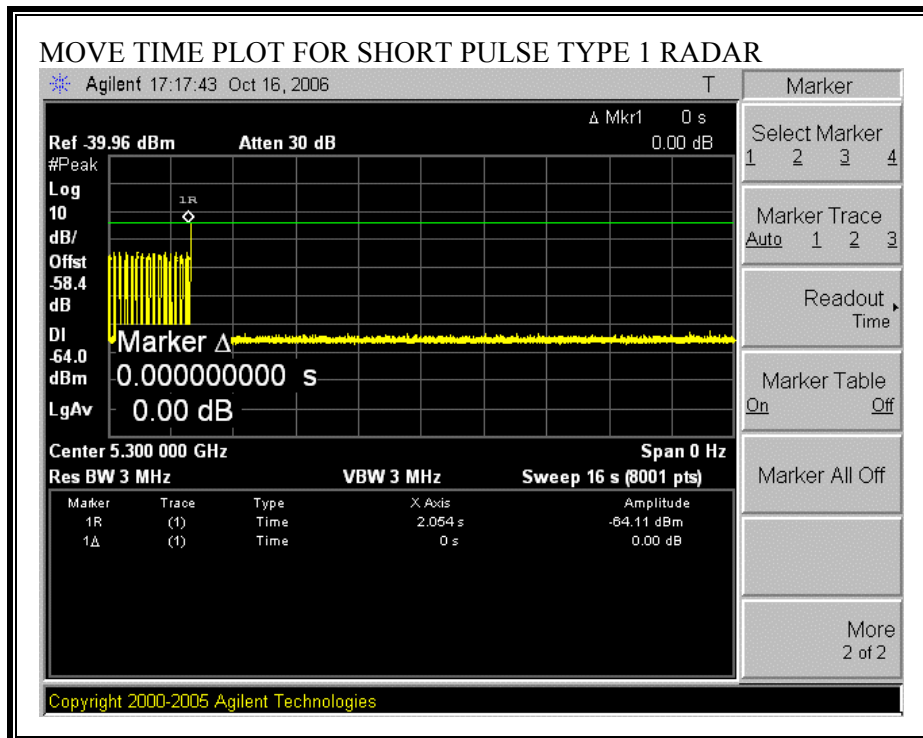 MOVE TIME PLOT FOR SHORT PULSE TYPE 1 RADAR
Agilent 17:17:43 Oct 16, 2006 T
Δ Mkr1 0 s
Ref -39.96 dBm Atten 30 dB 0.00 dB
#Peak
Log
10
dB/
Offst
-58.4
dB
DI
-64.0
dBm
LgAv
1R
Marker Δ
0.000000000 s
0.00 dB
Center 5.300 000 GHz Span 0 Hz
Res BW 3 MHz VBW 3 MHz Sweep 16 s (8001 pts)
Marker Trace Type X Axis Amplitude
1R (1) Time 2.054 s -64.11 dBm
1Δ (1) Time 0 s 0.00 dB
Copyright 2000-2005 Agilent Technologies
Marker
Select Marker
1 2 3 4
Marker Trace
Auto 1 2 3
Readout
Time
Marker Table
On Off
Marker All Off
More
2 of 2